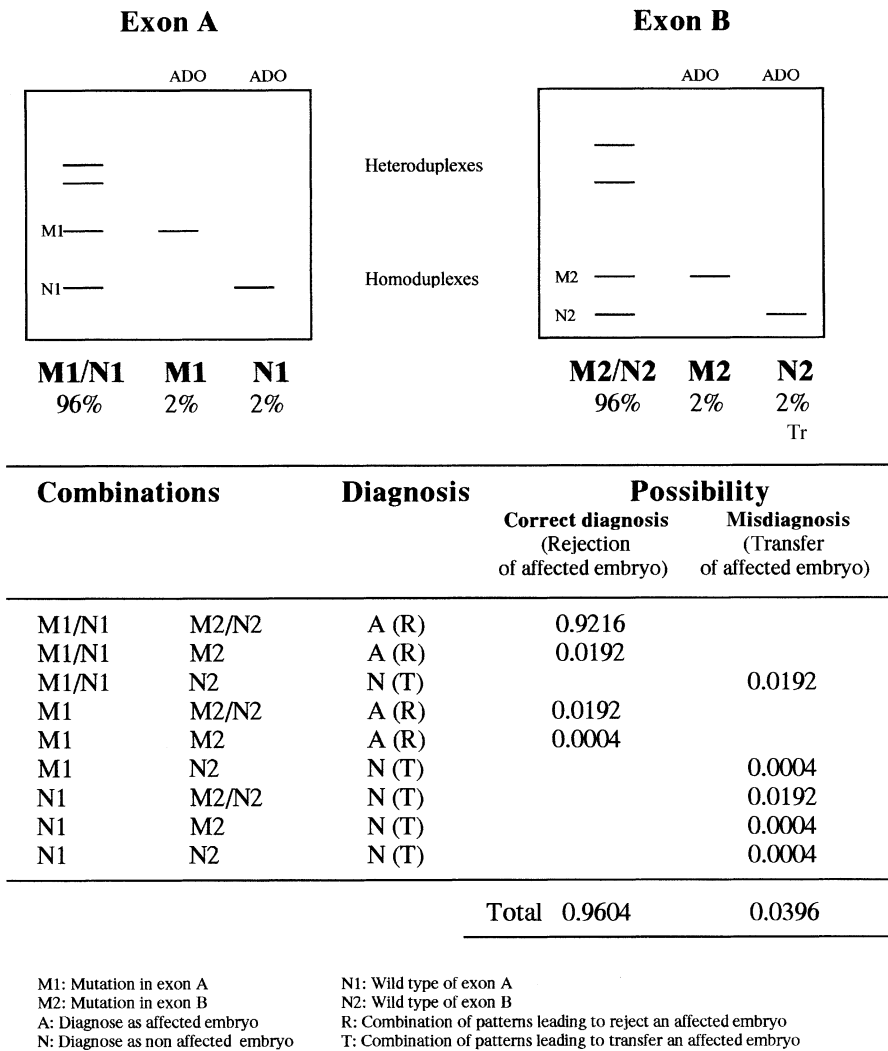 Exon A Exon B
ADO ADO ADO ADO
Heteroduplexes
M1
Homoduplexes M2
N1
N2
M1/N1 M1 N1 M2/N2 M2 N2
96% 2% 2% 96% 2% 2%
Tr
Combinations Diagnosis Possibility
Correct diagnosis Misdiagnosis
(Rejection (Transfer
of affected embryo) of affected embryo)
M1/N1 M2/N2 A (R) 0.9216
M1/N1 M2 A (R) 0.0192
M1/N1 N2 N (T) 0.0192
M1 M2/N2 A (R) 0.0192
M1 M2 A (R) 0.0004
M1 N2 N (T) 0.0004
N1 M2/N2 N (T) 0.0192
N1 M2 N (T) 0.0004
N1 N2 N (T) 0.0004
Total 0.9604 0.0396
M1: Mutation in exon A N1: Wild type of exon A
M2: Mutation in exon B N2: Wild type of exon B
A: Diagnose as affected embryo R: Combination of patterns leading to reject an affected embryo
N: Diagnose as non affected embryo T: Combination of patterns leading to transfer an affected embryo